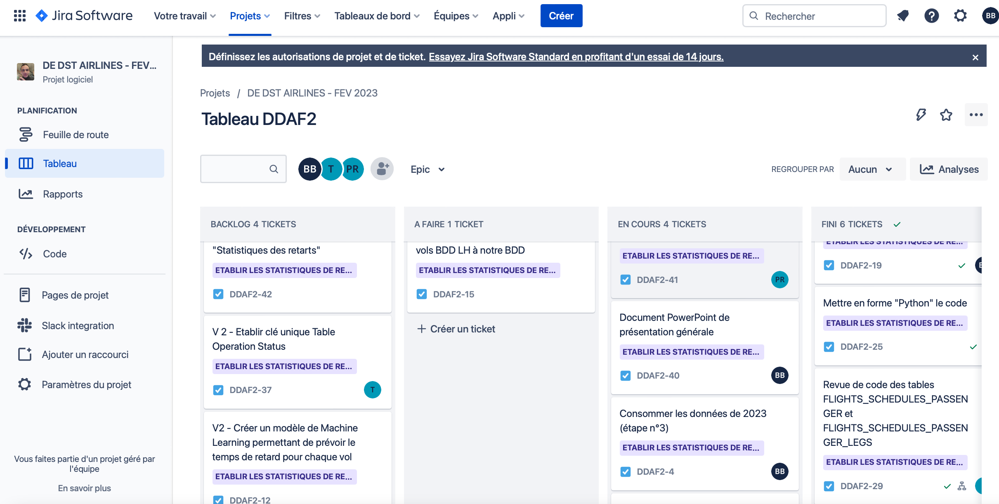 Jira Software
Votre travail
Projets
Filtres
Tableaux de bord
Équipes
Appli
Créer
Rechercher
BB
DE DST AIRLINES - FEV...
Projet logiciel
PLANIFICATION
Feuille de route
Tableau
Rapports
DÉVELOPPEMENT
Code
Pages de projet
Slack integration
Ajouter un raccourci
Paramètres du projet
Vous faites partie d'un projet géré par
l'équipe
En savoir plus
Définissez les autorisations de projet et de ticket. Essayez Jira Software Standard en profitant d'un essai de 14 jours.
Projets / DE DST AIRLINES - FEV 2023
Tableau DDAF2
BB
T
PR
Epic
REGROUPER PAR
Aucun
Analyses
BACKLOG 4 TICKETS
"Statistiques des retarts"
ETABLIR LES STATISTIQUES DE RE...
DDAF2-42
V 2 - Etablir clé unique Table
Operation Status
ETABLIR LES STATISTIQUES DE RE...
DDAF2-37
T
V2 - Créer un modèle de Machine
Learning permettant de prévoir le
temps de retard pour chaque vol
ETABLIR LES STATISTIQUES DE RE...
DDAF2-12
A FAIRE 1 TICKET
vols BDD LH à notre BDD
ETABLIR LES STATISTIQUES DE RE...
DDAF2-15
+ Créer un ticket
EN COURS 4 TICKETS
ETABLIR LES STATISTIQUES DE RE...
DDAF2-41
PR
Document PowerPoint de
présentation générale
ETABLIR LES STATISTIQUES DE RE...
DDAF2-40
BB
Consommer les données de 2023
(étape n°3)
ETABLIR LES STATISTIQUES DE RE...
DDAF2-4
BB
FINI 6 TICKETS
ETABLIR LES STATISTIQUES DE RE...
DDAF2-19
Mettre en forme "Python" le code
ETABLIR LES STATISTIQUES DE RE...
DDAF2-25
Revue de code des tables
FLIGHTS_SCHEDULES_PASSEN
GER et
FLIGHTS_SCHEDULES_PASSEN
GER_LEGS
ETABLIR LES STATISTIQUES DE RE...
DDAF2-29